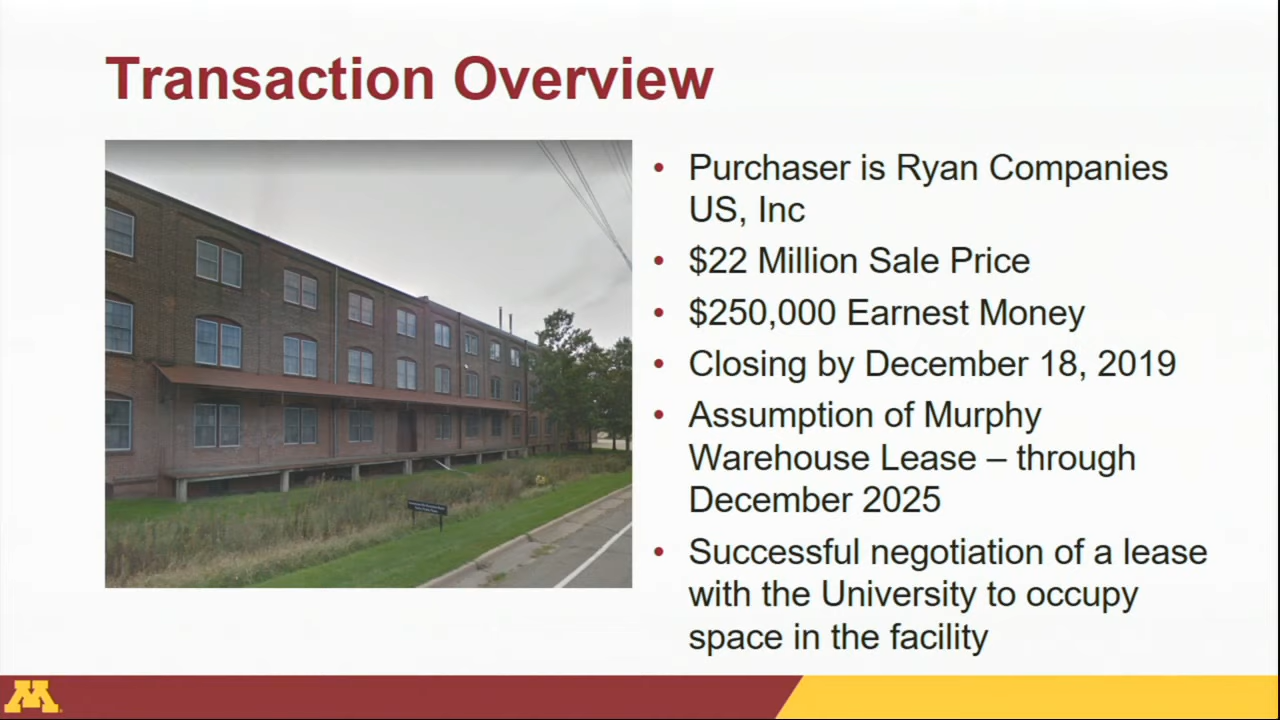 Transaction Overview
• Purchaser is Ryan Companies
US, Inc
• $22 Million Sale Price
• $250,000 Earnest Money
• Closing by December 18, 2019
• Assumption of Murphy
Warehouse Lease – through
December 2025
• Successful negotiation of a lease
with the University to occupy
space in the facility
M